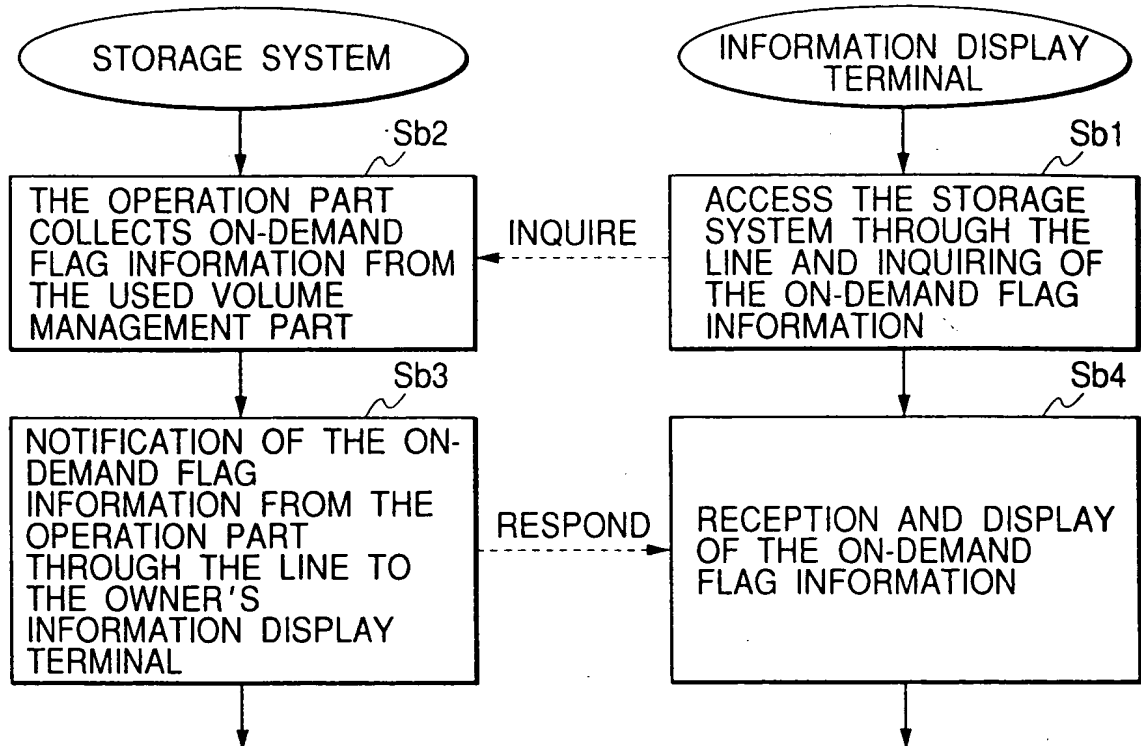 STORAGE SYSTEM
INFORMATION DISPLAY
TERMINAL
Sb2
THE OPERATION PART
COLLECTS ON-DEMAND
FLAG INFORMATION FROM
THE USED VOLUME
MANAGEMENT PART
INQUIRE
Sb1
ACCESS THE STORAGE
SYSTEM THROUGH THE
LINE AND INQUIRING OF
THE ON-DEMAND FLAG
INFORMATION
Sb3
NOTIFICATION OF THE ON-
DEMAND FLAG
INFORMATION FROM THE
OPERATION PART
THROUGH THE LINE TO
THE OWNER'S
INFORMATION DISPLAY
TERMINAL
RESPOND
Sb4
RECEPTION AND DISPLAY
OF THE ON-DEMAND
FLAG INFORMATION